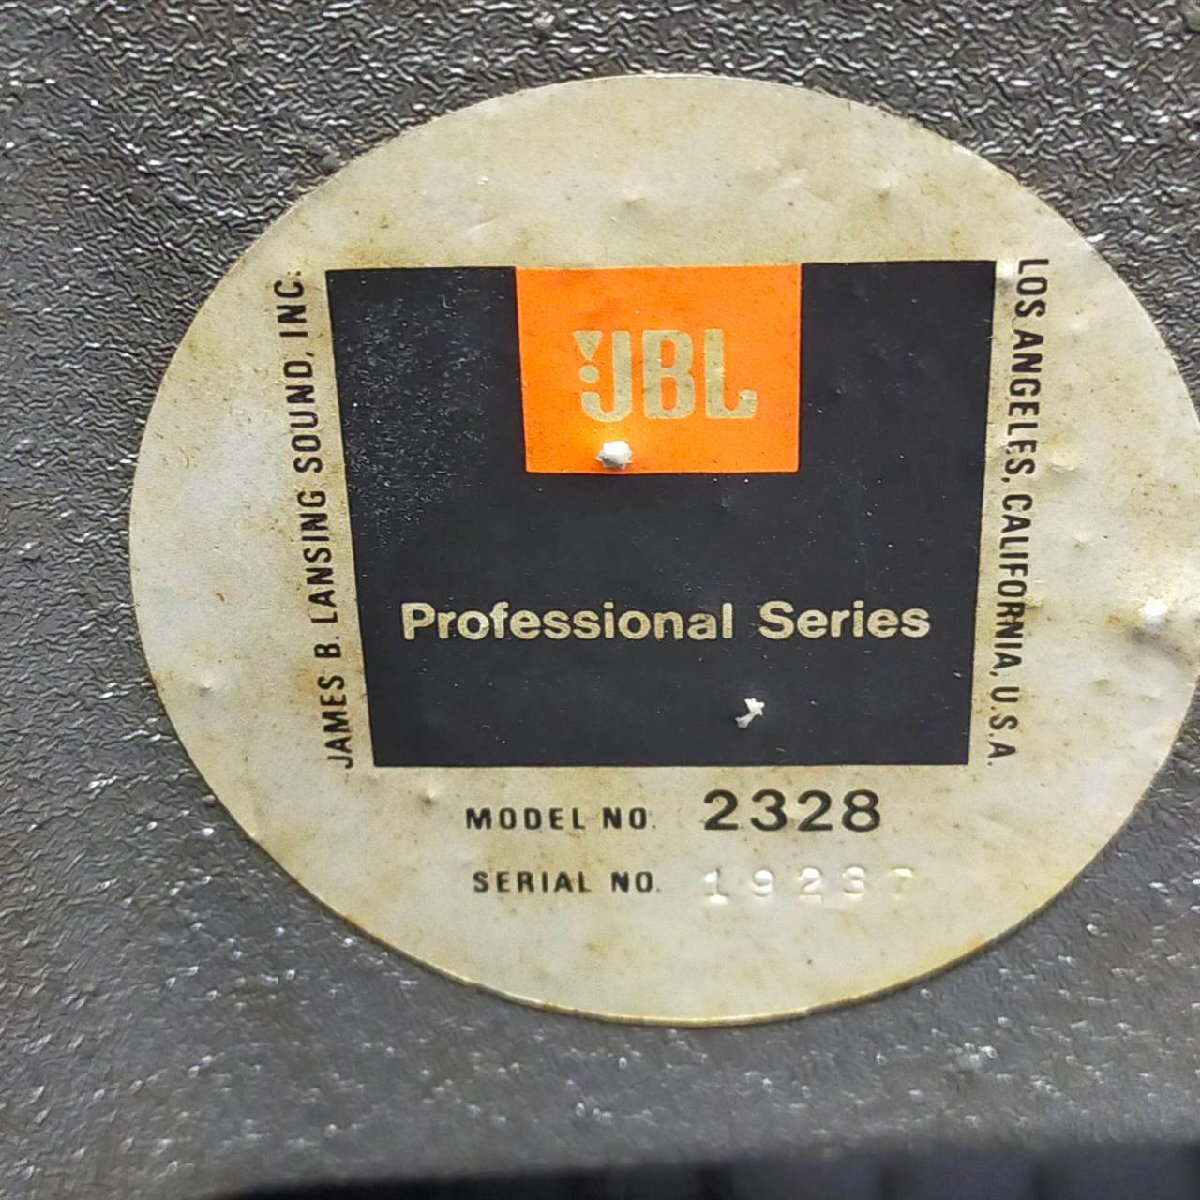 JBL
Professional Series
JAMES B. LANSING SOUND, INC.
LOS ANGELES, CALIFORNIA, U.S.A.
MODEL NO. 2328
SERIAL NO.